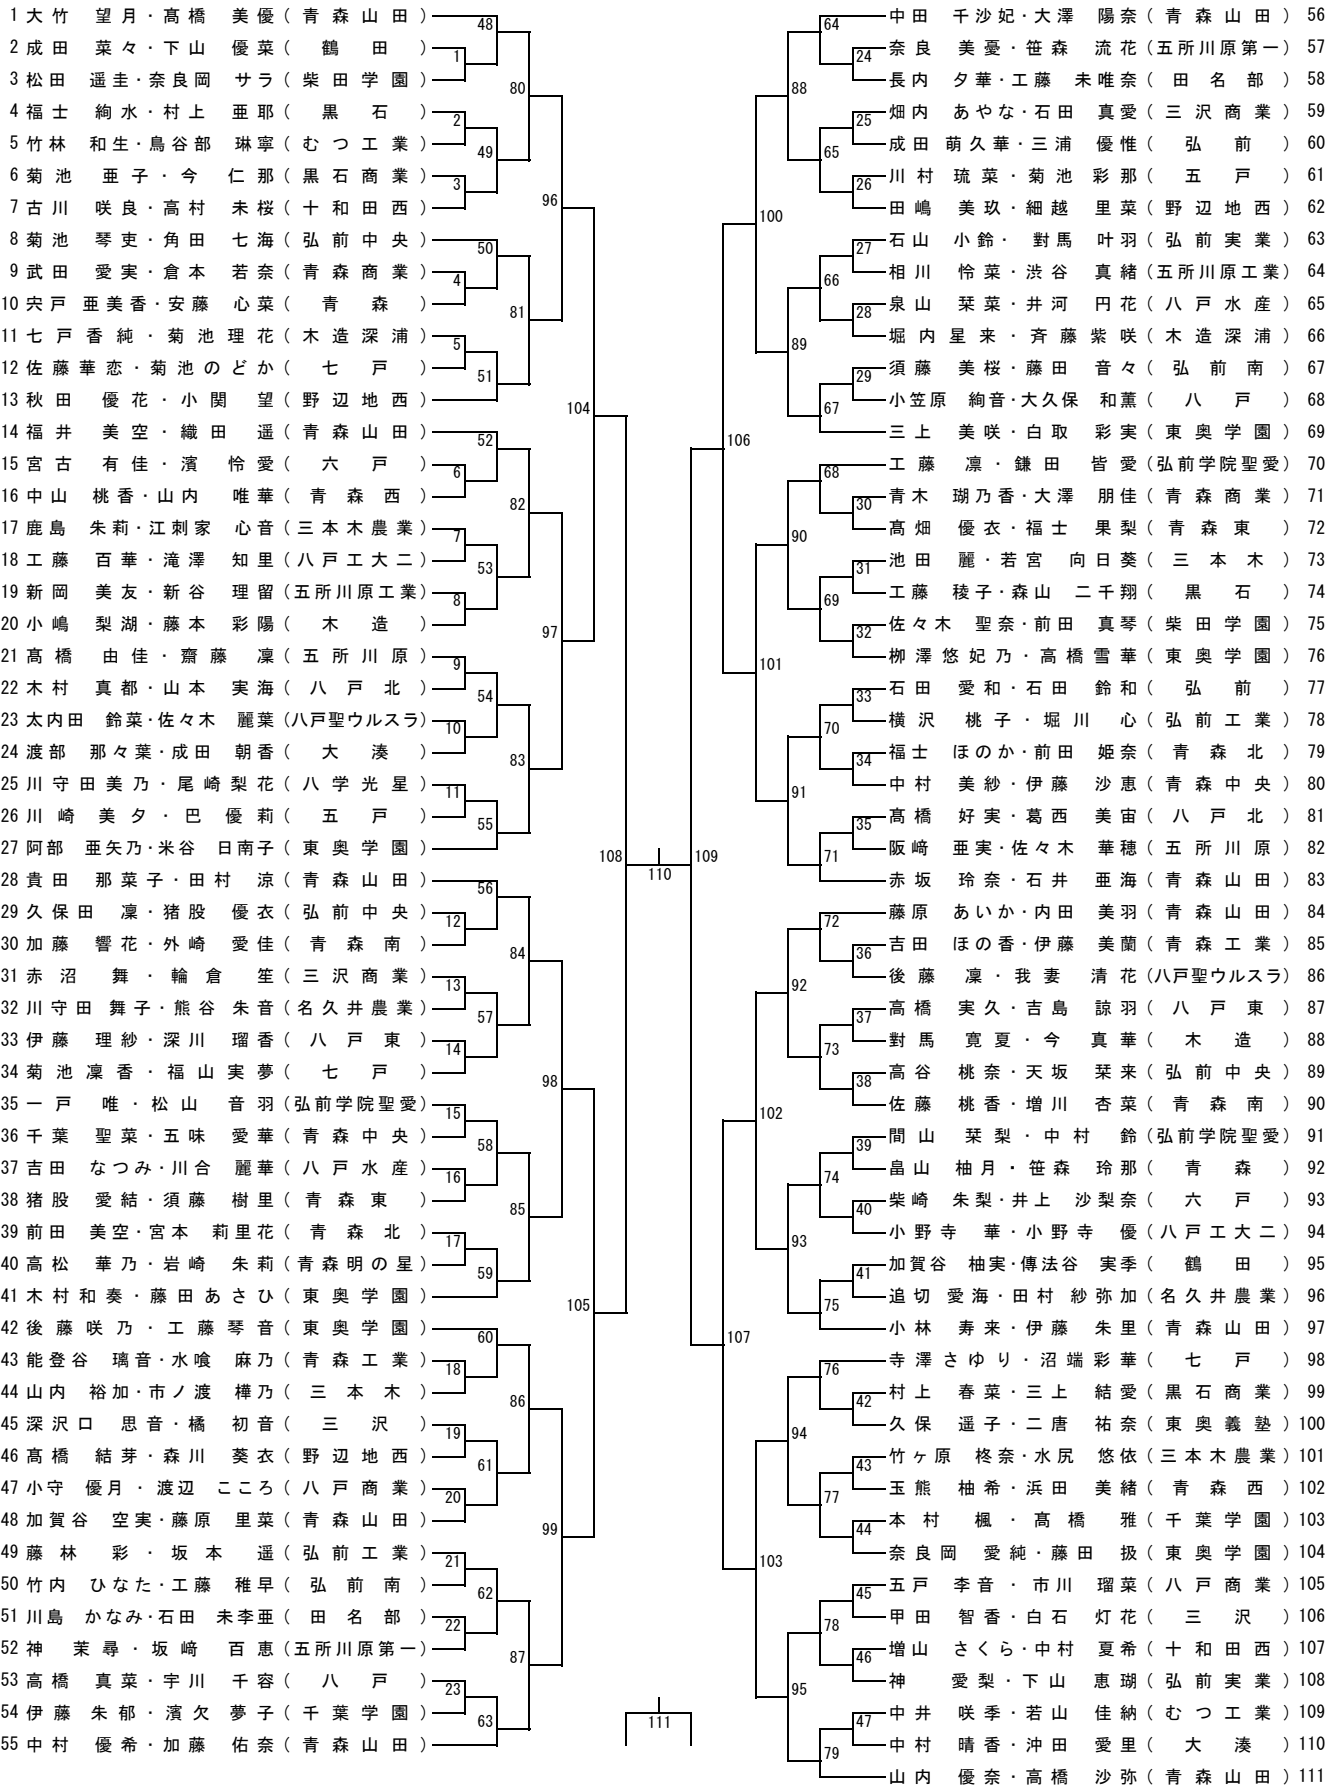 1 大竹 望月・髙橋 美優 ( 青森山田 )
2 成田 菜々・下山 優菜 ( 鶴田 )
3 松田 遥圭・奈良岡 サラ ( 柴田学園 )
4 福士 絢水・村上 亜耶 ( 黒石 )
5 竹林 和生・鳥谷部 琳寧 ( むつ工業 )
6 菊池 亜子・今 仁那 ( 黒石商業 )
7 古川 咲良・高村 未桜 ( 十和田西 )
8 菊池 琴吏・角田 七海 ( 弘前中央 )
9 武田 愛実・倉本 若奈 ( 青森商業 )
10 宍戸 亜美香・安藤 心菜 ( 青森 )
11 七戸香純・菊池理花 ( 木造深浦 )
12 佐藤華恋・菊池のどか ( 七戸 )
13 秋田 優花・小関 望 ( 野辺地西 )
14 福井 美空・織田 遥 ( 青森山田 )
15 宮古 有佳・濱 怜愛 ( 六戸 )
16 中山 桃香・山内 唯華 ( 青森西 )
17 鹿島 朱莉・江刺家 心音 ( 三本木農業 )
18 工藤 百華・滝澤 知里 ( 八戸工大二 )
19 新岡 美友・新谷 理留 ( 五所川原工業 )
20 小嶋 梨湖・藤本 彩陽 ( 木造 )
21 髙橋 由佳・齋藤 凜 ( 五所川原 )
22 木村 真都・山本 実海 ( 八戸北 )
23 太内田 鈴菜・佐々木 麗葉 (八戸聖ウルスラ)
24 渡部 那々葉・成田 朝香 ( 大湊 )
25 川守田美乃・尾崎梨花 ( 八学光星 )
26 川崎 美夕・巴 優莉 ( 五戸 )
27 阿部 亜矢乃・米谷 日南子 ( 東奥学園 )
28 貴田 那菜子・田村 涼 ( 青森山田 )
29 久保田 凜・猪股 優衣 ( 弘前中央 )
30 加藤 響花・外崎 愛佳 ( 青森南 )
31 赤沼 舞・輪倉 笙 ( 三沢商業 )
32 川守田 舞子・熊谷 朱音 ( 名久井農業 )
33 伊藤 理紗・深川 瑠香 ( 八戸東 )
34 菊池凜香・福山実夢 ( 七戸 )
35 一戸 唯・松山 音羽 (弘前学院聖愛)
36 千葉 聖菜・五味 愛華 ( 青森中央 )
37 吉田 なつみ・川合 麗華 ( 八戸水産 )
38 猪股 愛結・須藤 樹里 ( 青森東 )
39 前田 美空・宮本 莉里花 ( 青森北 )
40 高松 華乃・岩崎 朱莉 ( 青森明の星 )
41 木村和奏・藤田あさひ ( 東奥学園 )
42 後藤咲乃・工藤琴音 ( 東奥学園 )
43 能登谷 璃音・水喰 麻乃 ( 青森工業 )
44 山内 裕加・市ノ渡 樺乃 ( 三本木 )
45 深沢口 思音・橘 初音 ( 三沢 )
46 髙橋 結芽・森川 葵衣 ( 野辺地西 )
47 小守 優月・渡辺 こころ ( 八戸商業 )
48 加賀谷 空実・藤原 里菜 ( 青森山田 )
49 藤林 彩・坂本 遥 ( 弘前工業 )
50 竹内 ひなた・工藤 稚早 ( 弘前南 )
51 川島 かなみ・石田 未李亜 ( 田名部 )
52 神 茉尋・坂﨑 百恵 (五所川原第一)
53 高橋 真菜・宇川 千容 ( 八戸 )
54 伊藤 朱郁・濱欠 夢子 ( 千葉学園 )
55 中村 優希・加藤 佑奈 ( 青森山田 )
48
1
80
2
49
3
96
50
4
81
5
51
104
52
6
82
7
53
8
97
9
54
10
83
11
55
108
56
12
84
13
57
14
98
15
58
16
85
17
59
105
60
18
86
19
61
20
99
21
62
22
87
23
63
110
111
64
24
88
25
65
26
100
27
66
28
89
29
67
106
68
30
90
31
69
32
101
33
70
34
91
35
71
109
72
36
92
37
73
38
102
39
74
40
93
41
75
107
76
42
94
43
77
44
103
45
78
46
95
47
79
中田 千沙妃・大澤 陽奈 ( 青森山田 ) 56
奈良 美憂・笹森 流花 (五所川原第一) 57
長内 夕華・工藤 未唯奈 ( 田名部 ) 58
畑内 あやな・石田 真愛 ( 三沢商業 ) 59
成田 萌久華・三浦 優惟 ( 弘前 ) 60
川村 琉菜・菊池 彩那 ( 五戸 ) 61
田嶋 美玖・細越 里菜 ( 野辺地西 ) 62
石山 小鈴・ 對馬 叶羽 ( 弘前実業 ) 63
相川 怜菜・渋谷 真緒 (五所川原工業) 64
泉山 栞菜・井河 円花 ( 八戸水産 ) 65
堀内星来・斉藤紫咲 ( 木造深浦 ) 66
須藤 美桜・藤田 音々 ( 弘前南 ) 67
小笠原 絢音・大久保 和薫 ( 八戸 ) 68
三上 美咲・白取 彩実 ( 東奥学園 ) 69
工藤 凛・鎌田 皆愛 (弘前学院聖愛) 70
青木 瑚乃香・大澤 朋佳 ( 青森商業 ) 71
髙畑 優衣・福士 果梨 ( 青森東 ) 72
池田 麗・若宮 向日葵 ( 三本木 ) 73
工藤 稜子・森山 二千翔 ( 黒石 ) 74
佐々木 聖奈・前田 真琴 ( 柴田学園 ) 75
栁澤悠妃乃・高橋雪華 ( 東奥学園 ) 76
石田 愛和・石田 鈴和 ( 弘前 ) 77
横沢 桃子・堀川 心 ( 弘前工業 ) 78
福士 ほのか・前田 姫奈 ( 青森北 ) 79
中村 美紗・伊藤 沙恵 ( 青森中央 ) 80
髙橋 好実・葛西 美宙 ( 八戸北 ) 81
阪﨑 亜実・佐々木 華穂 ( 五所川原 ) 82
赤坂 玲奈・石井 亜海 ( 青森山田 ) 83
藤原 あいか・内田 美羽 ( 青森山田 ) 84
吉田 ほの香・伊藤 美蘭 ( 青森工業 ) 85
後藤 凜・我妻 清花 (八戸聖ウルスラ) 86
高橋 実久・吉島 諒羽 ( 八戸東 ) 87
對馬 寛夏・今 真華 ( 木造 ) 88
高谷 桃奈・天坂 栞来 ( 弘前中央 ) 89
佐藤 桃香・増川 杏菜 ( 青森南 ) 90
間山 栞梨・中村 鈴 (弘前学院聖愛) 91
畠山 柚月・笹森 玲那 ( 青森 ) 92
柴崎 朱梨・井上 沙梨奈 ( 六戸 ) 93
小野寺 華・小野寺 優 ( 八戸工大二 ) 94
加賀谷 柚実・傳法谷 実季 ( 鶴田 ) 95
追切 愛海・田村 紗弥加 ( 名久井農業 ) 96
小林 寿来・伊藤 朱里 ( 青森山田 ) 97
寺澤さゆり・沼端彩華 ( 七戸 ) 98
村上 春菜・三上 結愛 ( 黒石商業 ) 99
久保 遥子・二唐 祐奈 ( 東奥義塾 ) 100
竹ヶ原 柊奈・水尻 悠依 ( 三本木農業 ) 101
玉熊 柚希・浜田 美緒 ( 青森西 ) 102
本村 楓・髙橋 雅 ( 千葉学園 ) 103
奈良岡 愛純・藤田 扱 ( 東奥学園 ) 104
五戸 李音・市川 瑠菜 ( 八戸商業 ) 105
甲田 智香・白石 灯花 ( 三沢 ) 106
増山 さくら・中村 夏希 ( 十和田西 ) 107
神 愛梨・下山 恵瑚 ( 弘前実業 ) 108
中井 咲季・若山 佳納 ( むつ工業 ) 109
中村 晴香・沖田 愛里 ( 大湊 ) 110
山内 優奈・高橋 沙弥 ( 青森山田 ) 111